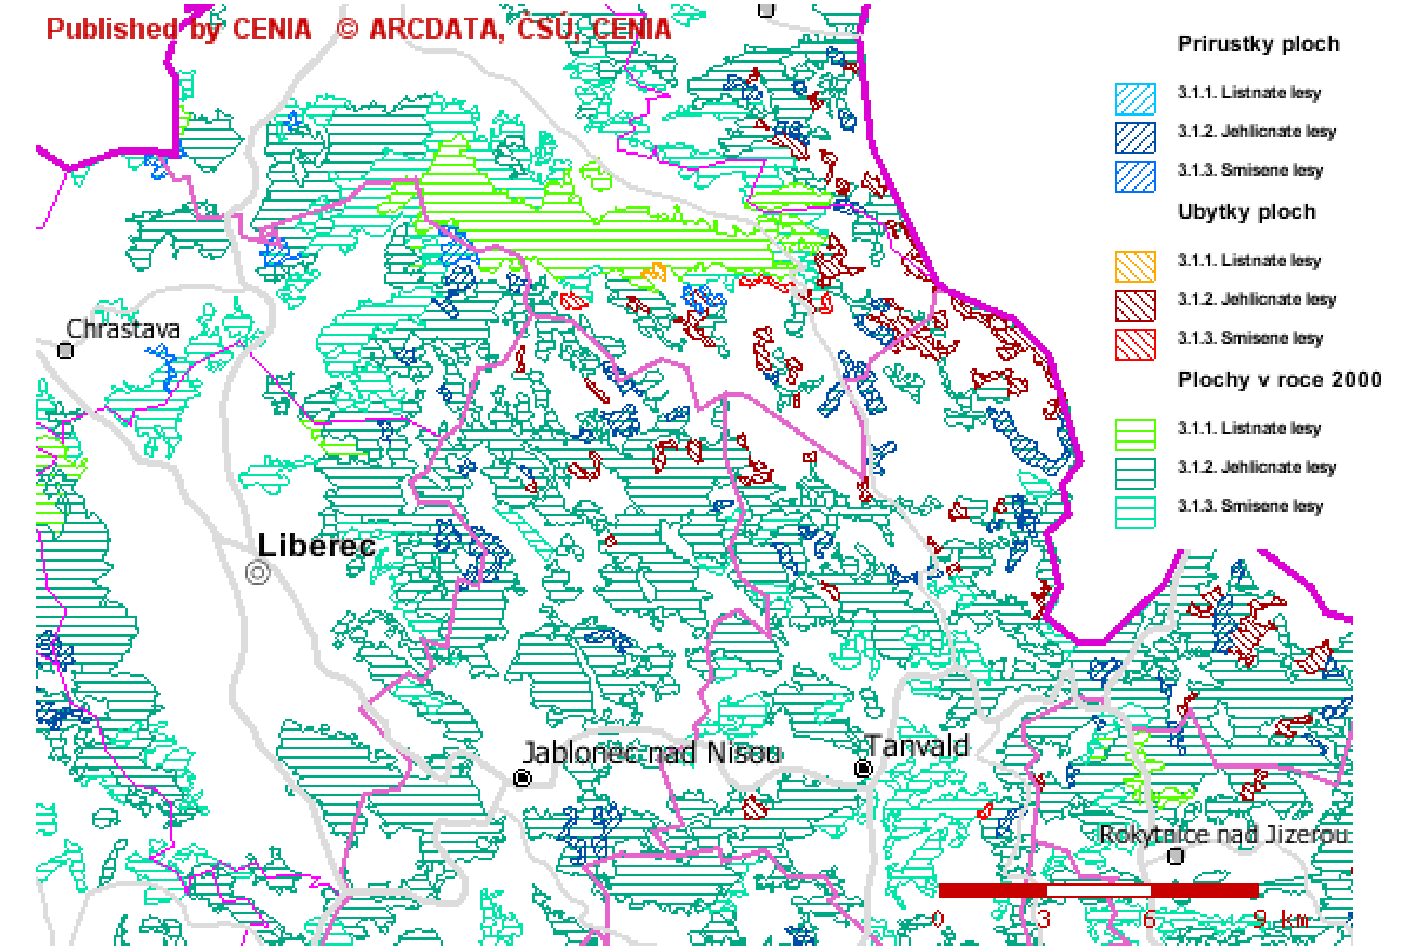 Published by CENIA © ARCDATA, ČSÚ, CENIA
Prirustky ploch
3.1.1. Listnate lesy
3.1.2. Jehlicnate lesy
3.1.3. Smisene lesy
Ubytky ploch
3.1.1. Listnate lesy
3.1.2. Jehlicnate lesy
3.1.3. Smisene lesy
Plochy v roce 2000
3.1.1. Listnate lesy
3.1.2. Jehlicnate lesy
3.1.3. Smisene lesy
Chrastava
Liberec
Jablonec nad Nisou
Tanvald
Rokytnice nad Jizerou
0 3 6 9 km